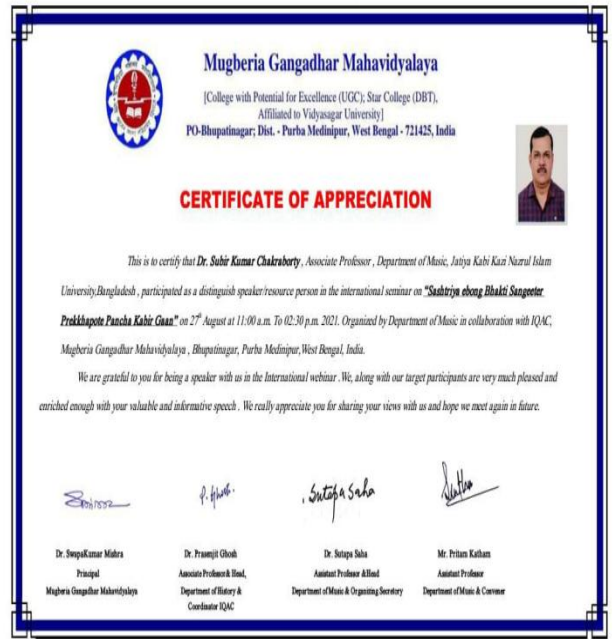 Mugberia Gangadhar Mahavidyalaya
[College with Potential for Excellence (UGC); Star College (DBT),
Affiliated to Vidyasagar University]
PO-Bhupatinagar; Dist. - Purba Medinipur, West Bengal - 721425, India
CERTIFICATE OF APPRECIATION
This is to certify that Dr. Subir Kumar Chakraborty , Associate Professor , Department of Music, Jatiya Kabi Kazi Nazrul Islam
University,Bangladesh , participated as a distinguish speaker/resource person in the international seminar on "Sashtriya ebong Bhakti Sangeeter
Prekkhapote Pancha Kabir Gaan" on 27th August at 11:00 a.m. To 02:30 p.m. 2021. Organized by Department of Music in collaboration with IQAC,
Mugberia Gangadhar Mahavidyalaya , Bhupatinagar, Purba Medinipur,West Bengal, India.
We are grateful to you for being a speaker with us in the International webinar .We, along with our target participants are very much pleased and
enriched enough with your valuable and informative speech . We really appreciate you for sharing your views with us and hope we meet again in future.
P. Ghosh.
Sutapa Saha
Dr. SwapaKumar Mishra
Principal
Mugberia Gangadhar Mahavidyalaya
Dr. Prasenjit Ghosh
Associate Professor& Head,
Department of History &
Coordinator IQAC
Dr. Sutapa Saha
Assistant Professor &Head
Department of Music & Organizing Secretory
Mr. Pritam Katham
Assistant Professor
Department of Music & Convener